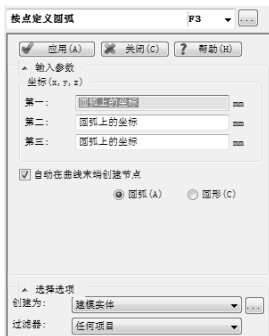 按点定义圆弧 F3 ...
应用(A) 关闭(C) ? 帮助(H)
输入参数
坐标(x,y,z)
第一: 圆弧上的坐标 mm
第二: 圆弧上的坐标 mm
第三: 圆弧上的坐标 mm
自动在曲线末端创建节点
圆弧(A) 圆形(C)
选择选项
创建为: 建模实体 ...
过滤器: 任何项目